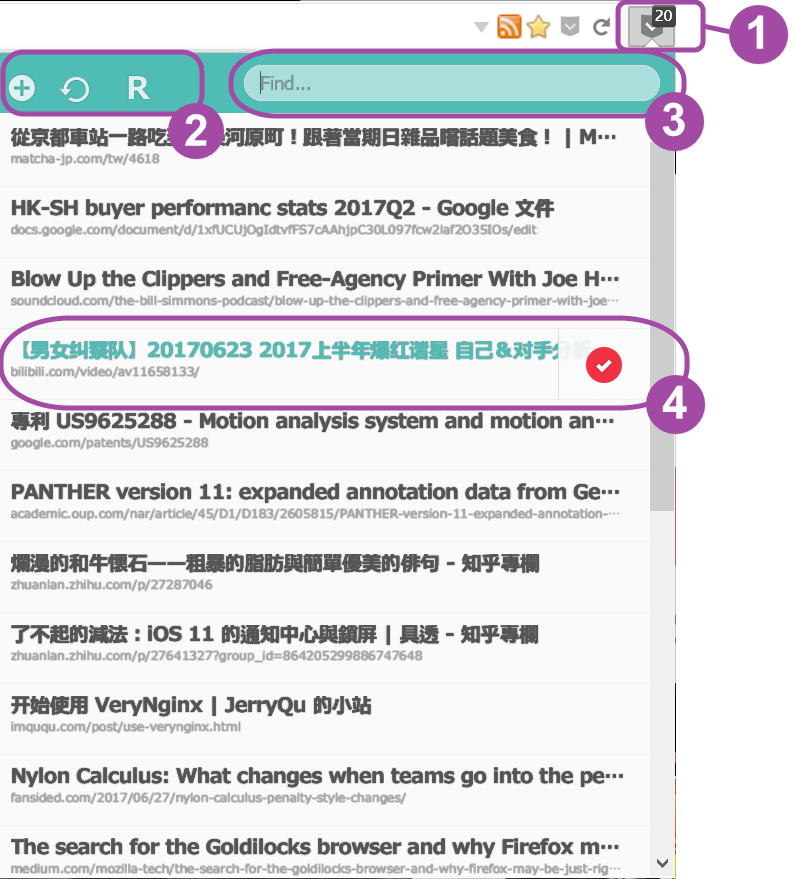 20
1
R
Find...
2
3
從京都車站一路吃 河原町！跟著當期日雜品嚐話題美食！ | M···
matcha-jp.com/tw/4618
HK-SH buyer performanc stats 2017Q2 - Google 文件
docs.google.com/document/d/1xfUCUjOgIdtvfFS7cAAhjpC30L097fcw2laf2O35IOs/edit
Blow Up the Clippers and Free-Agency Primer With Joe H···
soundcloud.com/the-bill-simmons-podcast/blow-up-the-clippers-and-free-agency-primer-with-joe···
【男女纠察队】20170623 2017上半年爆红谐星 自己＆对手分析
bilibili.com/video/av11658133/
4
專利 US9625288 - Motion analysis system and motion an···
google.com/patents/US9625288
PANTHER version 11: expanded annotation data from Ge···
academic.oup.com/nar/article/45/D1/D183/2605815/PANTHER-version-11-expanded-annotation-···
爛漫的和牛懷石——粗暴的脂肪與簡單優美的俳句 - 知乎專欄
zhuanlan.zhihu.com/p/27287046
了不起的減法：iOS 11 的通知中心與鎖屏 | 具透 - 知乎專欄
zhuanlan.zhihu.com/p/27641327?group_id=864205299886747648
开始使用 VeryNginx | JerryQu 的小站
imququ.com/post/use-verynginx.html
Nylon Calculus: What changes when teams go into the pe···
fansided.com/2017/06/27/nylon-calculus-penalty-style-changes/
The search for the Goldilocks browser and why Firefox m···
medium.com/mozilla-tech/the-search-for-the-goldilocks-browser-and-why-firefox-may-be-just-rig···